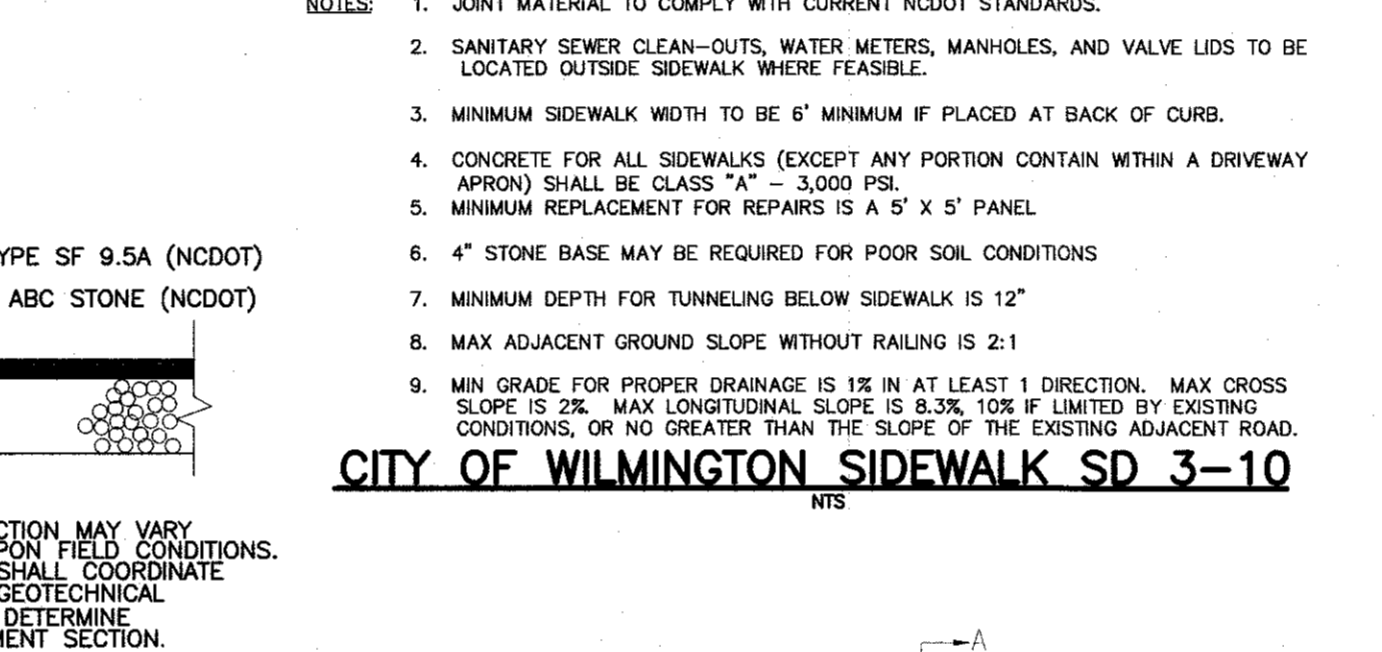 NOTES: 1. JOINT MATERIAL TO COMPLY WITH CURRENT NCDOT STANDARDS.
2. SANITARY SEWER CLEAN-OUTS, WATER METERS, MANHOLES, AND VALVE LIDS TO BE
LOCATED OUTSIDE SIDEWALK WHERE FEASIBLE.
3. MINIMUM SIDEWALK WIDTH TO BE 6' MINIMUM IF PLACED AT BACK OF CURB.
4. CONCRETE FOR ALL SIDEWALKS (EXCEPT ANY PORTION CONTAIN WITHIN A DRIVEWAY
APRON) SHALL BE CLASS "A" – 3,000 PSI.
5. MINIMUM REPLACEMENT FOR REPAIRS IS A 5' X 5' PANEL
6. 4" STONE BASE MAY BE REQUIRED FOR POOR SOIL CONDITIONS
7. MINIMUM DEPTH FOR TUNNELING BELOW SIDEWALK IS 12"
8. MAX ADJACENT GROUND SLOPE WITHOUT RAILING IS 2:1
9. MIN GRADE FOR PROPER DRAINAGE IS 1% IN AT LEAST 1 DIRECTION. MAX CROSS
SLOPE IS 2%. MAX LONGITUDINAL SLOPE IS 8.3%, 10% IF LIMITED BY EXISTING
CONDITIONS, OR NO GREATER THAN THE SLOPE OF THE EXISTING ADJACENT ROAD.
CITY OF WILMINGTON SIDEWALK SD 3-10
NTS
YPE SF 9.5A (NCDOT)
ABC STONE (NCDOT)
CTION MAY VARY
PON FIELD CONDITIONS.
SHALL COORDINATE
GEOTECHNICAL
DETERMINE
MENT SECTION.
A